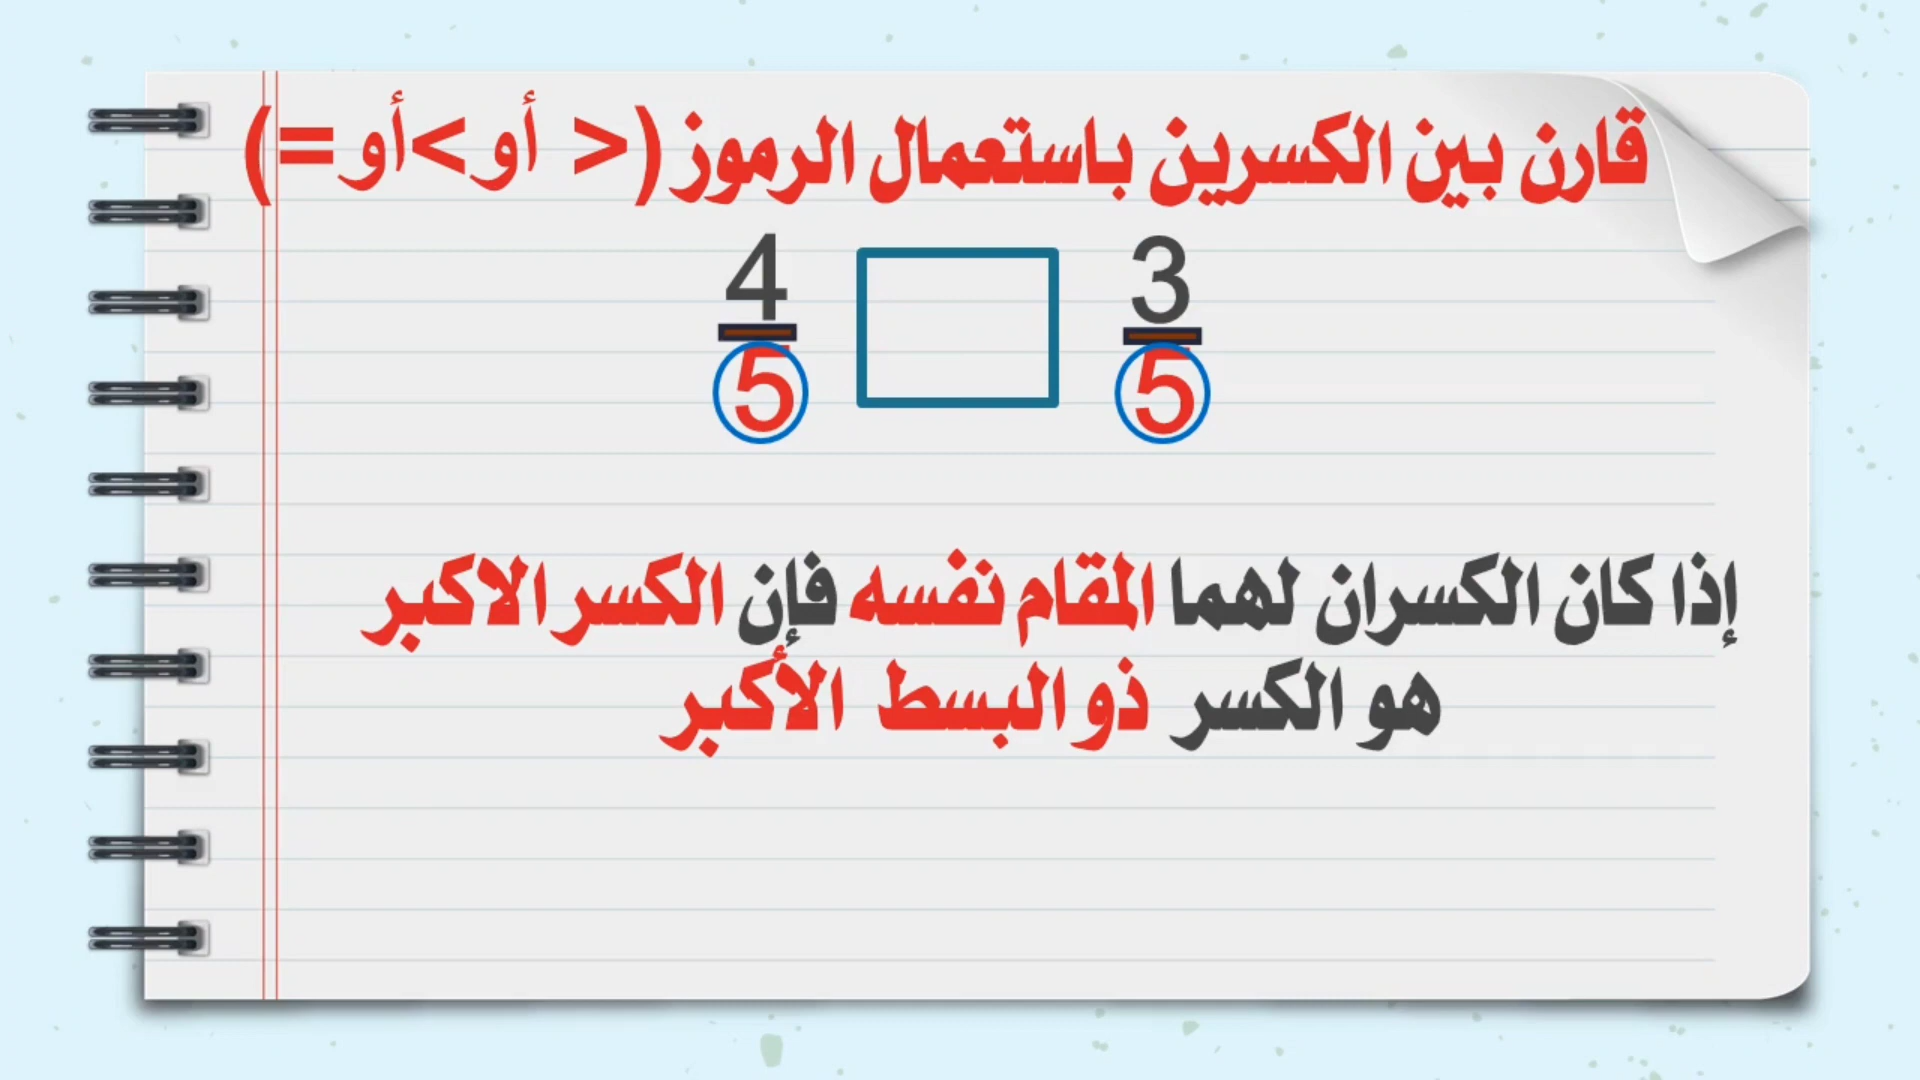 قارن بين الكسرين باستعمال الرموز (> أو <أو =)
4 3
5 5
إذا كان الكسران لهما المقام نفسه فإن الكسر الاكبر
هو الكسر ذو البسط الأكبر